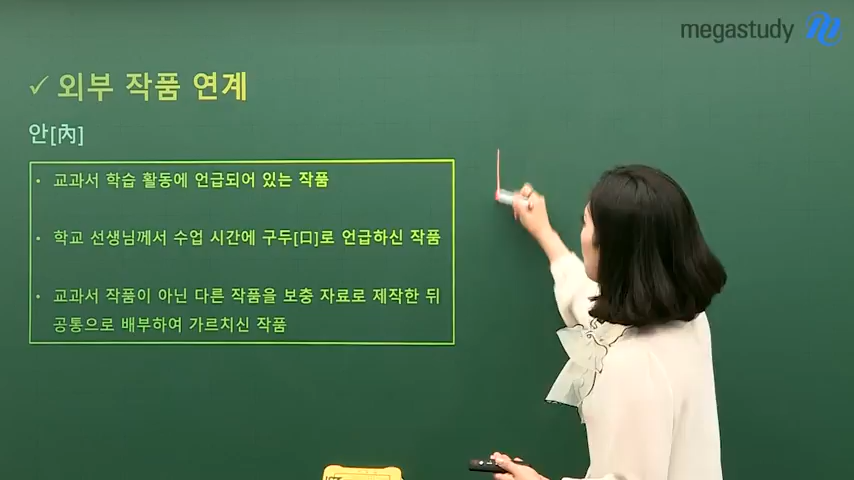 megastudy
✓ 외부 작품 연계
안[內]
• 교과서 학습 활동에 언급되어 있는 작품
• 학교 선생님께서 수업 시간에 구두[口]로 언급하신 작품
• 교과서 작품이 아닌 다른 작품을 보충 자료로 제작한 뒤
공통으로 배부하여 가르치신 작품